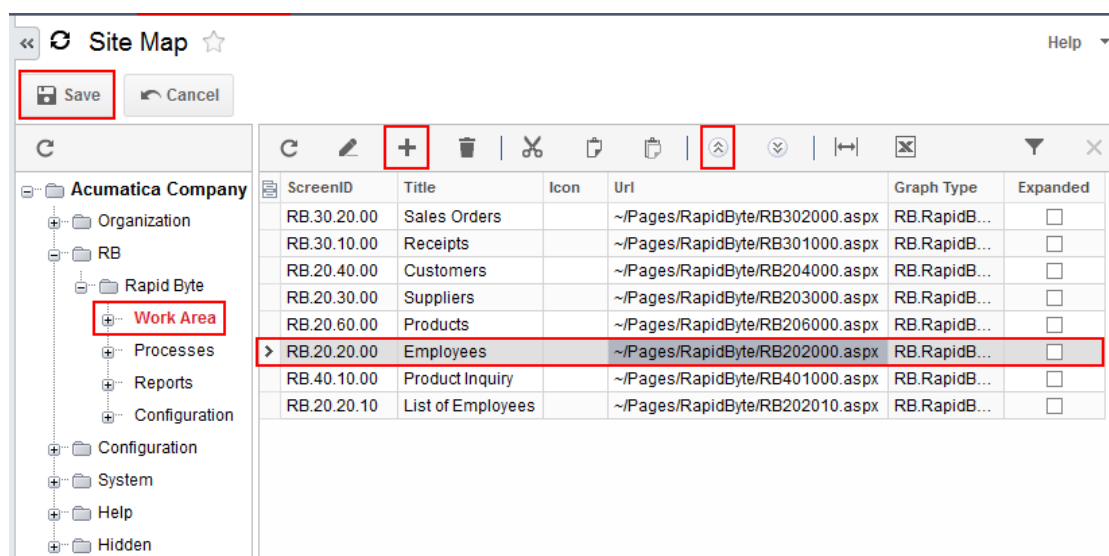 Site Map
Help
Save Cancel
Acumatica Company
Organization
RB
Rapid Byte
Work Area
Processes
Reports
Configuration
Configuration
System
Help
Hidden
ScreenID Title Icon Url Graph Type Expanded
RB.30.20.00 Sales Orders ~/Pages/RapidByte/RB302000.aspx RB.RapidB...
RB.30.10.00 Receipts ~/Pages/RapidByte/RB301000.aspx RB.RapidB...
RB.20.40.00 Customers ~/Pages/RapidByte/RB204000.aspx RB.RapidB...
RB.20.30.00 Suppliers ~/Pages/RapidByte/RB203000.aspx RB.RapidB...
RB.20.60.00 Products ~/Pages/RapidByte/RB206000.aspx RB.RapidB...
RB.20.20.00 Employees ~/Pages/RapidByte/RB202000.aspx RB.RapidB...
RB.40.10.00 Product Inquiry ~/Pages/RapidByte/RB401000.aspx RB.RapidB...
RB.20.20.10 List of Employees ~/Pages/RapidByte/RB202010.aspx RB.RapidB...